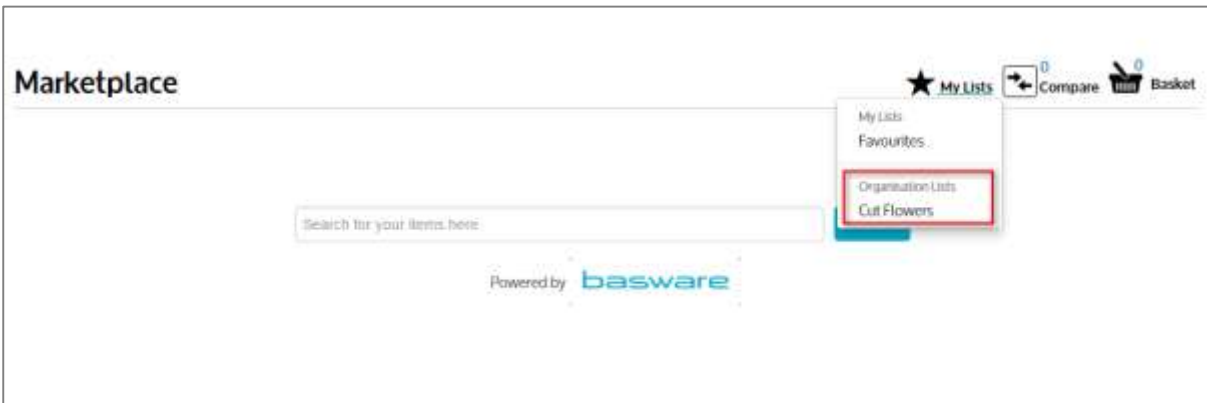 Marketplace
My Lists
0
Compare
0
Basket
My Lists
Favourites
Organisation Lists
Cut Flowers
Search for your items here
Powered by basware